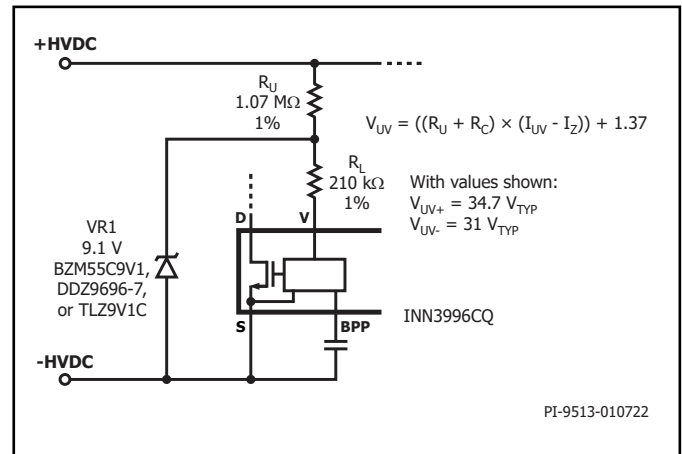 +HVDC
R_U
1.07 MΩ
1%
V_UV = ((R_U + R_C) × (I_UV - I_Z)) + 1.37
R_L
210 kΩ
1%
With values shown:
V_UV+ = 34.7 V_TYP
V_UV- = 31 V_TYP
D
V
VR1
9.1 V
BZM55C9V1,
DDZ9696-7,
or TLZ9V1C
S
BPP
INN3996CQ
-HVDC
PI-9513-010722